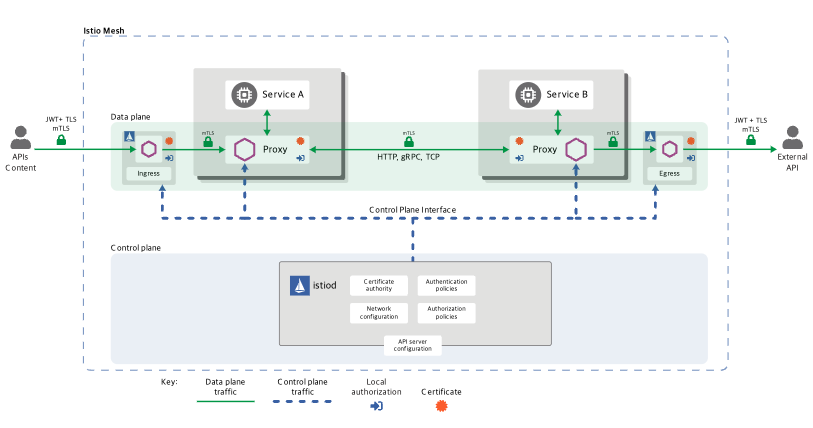 Istio Mesh
Service A
Service B
Data plane
JWT+ TLS
mTLS
mTLS
mTLS
mTLS
JWT + TLS
mTLS
APIs
Content
Ingress
Proxy
HTTP, gRPC, TCP
Proxy
Egress
External
API
Control Plane Interface
Control plane
istiod
Certificate
authority
Authentication
policies
Network
configuration
Authorization
policies
API server
configuration
Key:
Data plane
traffic
Control plane
traffic
Local
authorization
Certificate